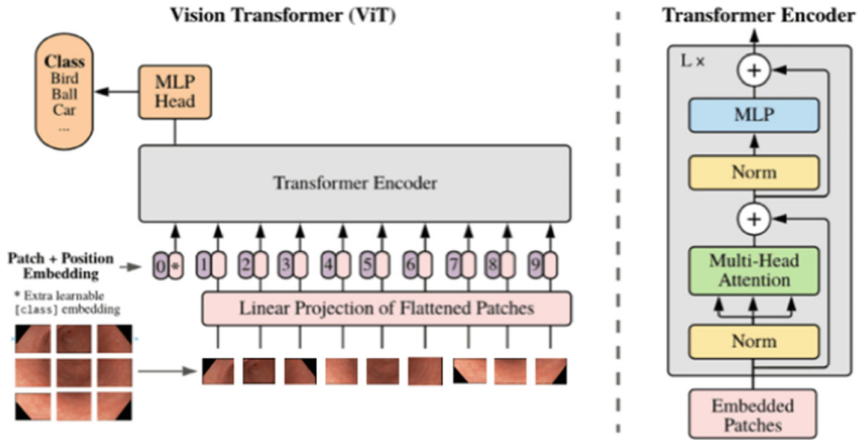 Vision Transformer (ViT)
Class
Bird
Ball
Car
...
MLP
Head
Transformer Encoder
Patch + Position
Embedding
0 * 1 2 3 4 5 6 7 8 9
* Extra learnable
[class] embedding
Linear Projection of Flattened Patches
Transformer Encoder
L ×
+
MLP
Norm
+
Multi-Head
Attention
Norm
Embedded
Patches